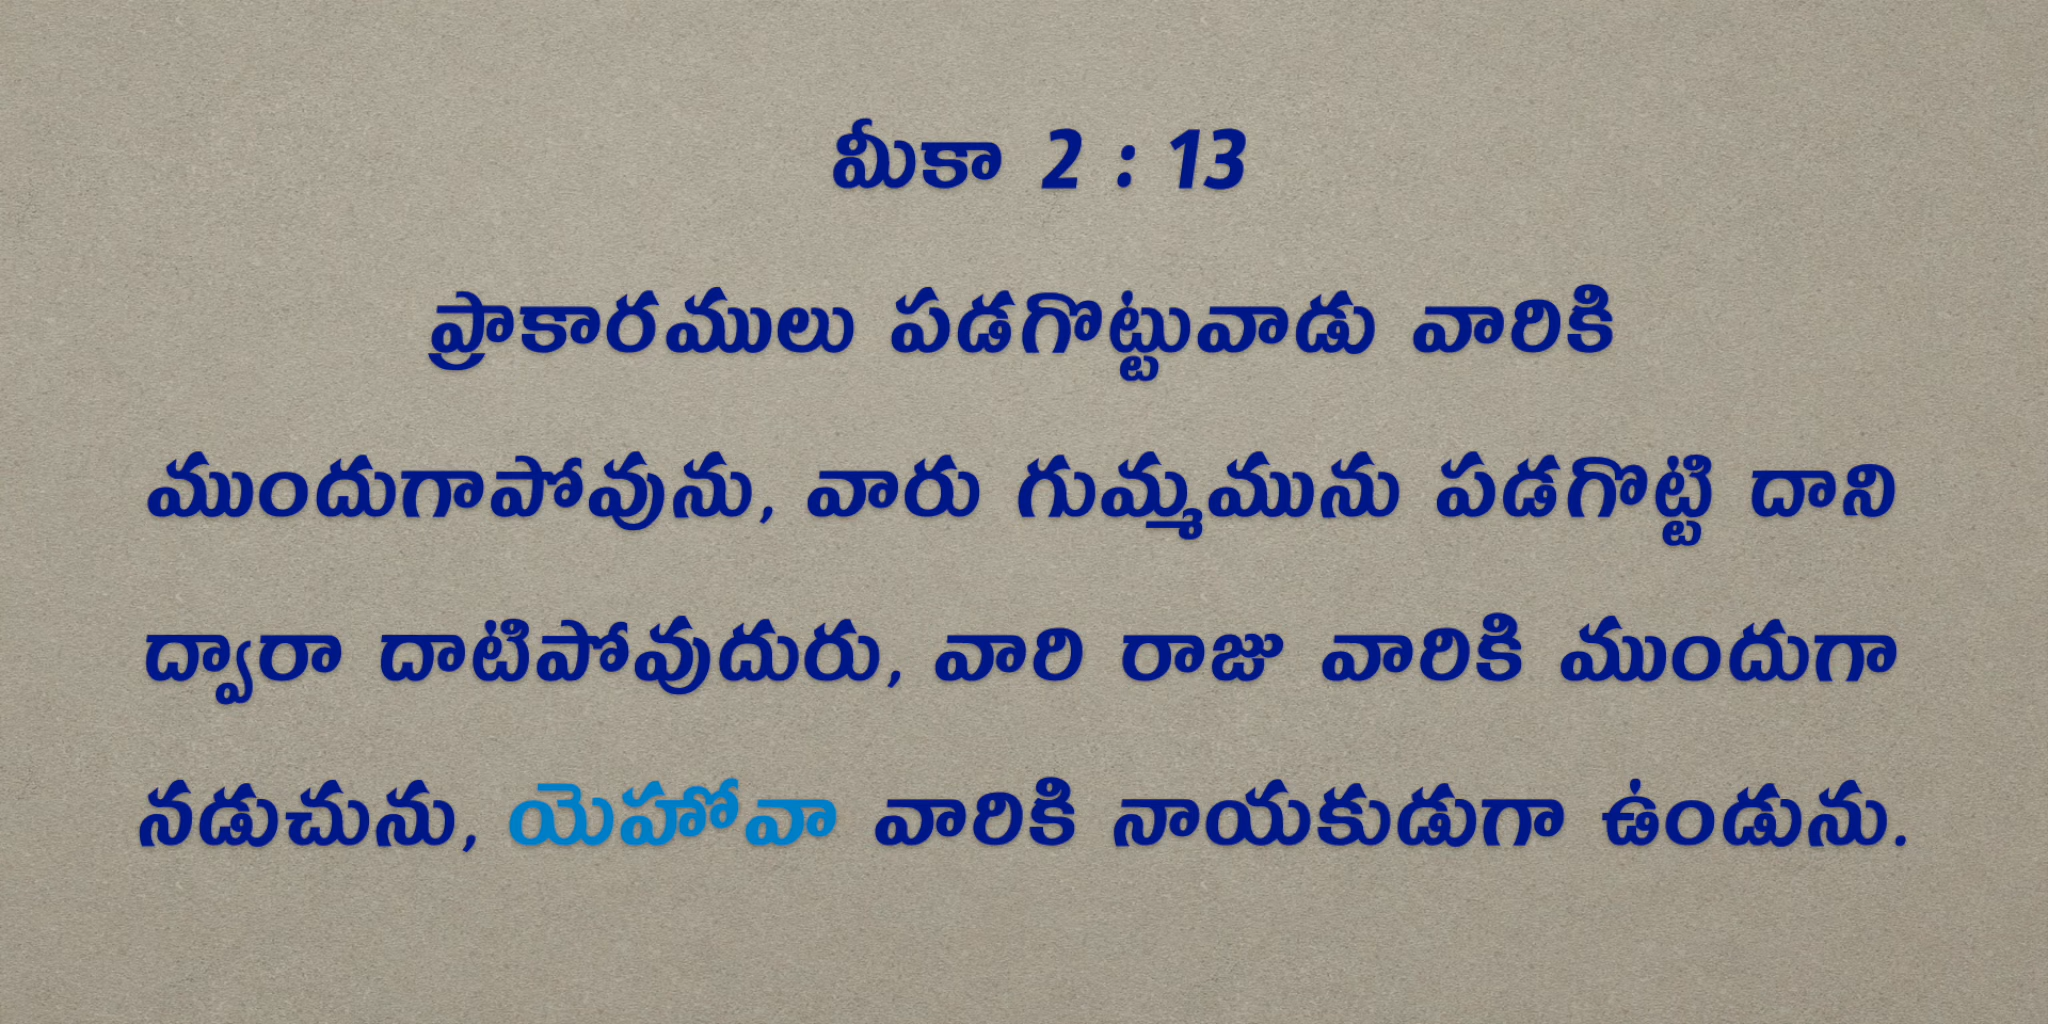 మీకా 2 : 13
ప్రాకారములు పడగొట్టువాడు వారికి
ముందుగాపోవును, వారు గుమ్మమును పడగొట్టి దాని
ద్వారా దాటిపోవుదురు, వారి రాజు వారికి ముందుగా
నడుచును, యెహోవా వారికి నాయకుడుగా ఉండును.